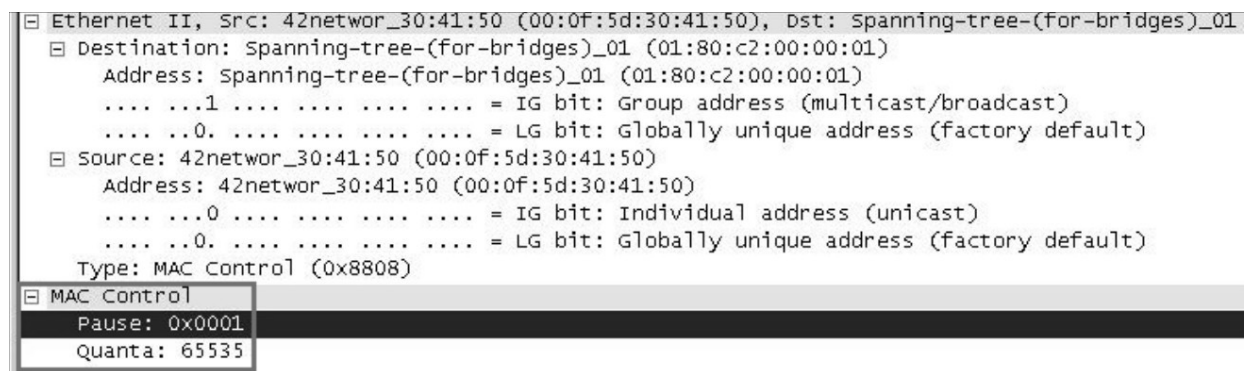 Ethernet II, Src: 42networ_30:41:50 (00:0f:5d:30:41:50), Dst: Spanning-tree-(for-bridges)_01
Destination: Spanning-tree-(for-bridges)_01 (01:80:c2:00:00:01)
Address: Spanning-tree-(for-bridges)_01 (01:80:c2:00:00:01)
.... ...1 .... .... .... .... = IG bit: Group address (multicast/broadcast)
.... ..0. .... .... .... .... = LG bit: Globally unique address (factory default)
Source: 42networ_30:41:50 (00:0f:5d:30:41:50)
Address: 42networ_30:41:50 (00:0f:5d:30:41:50)
.... ...0 .... .... .... .... = IG bit: Individual address (unicast)
.... ..0. .... .... .... .... = LG bit: Globally unique address (factory default)
Type: MAC Control (0x8808)
MAC Control
Pause: 0x0001
Quanta: 65535